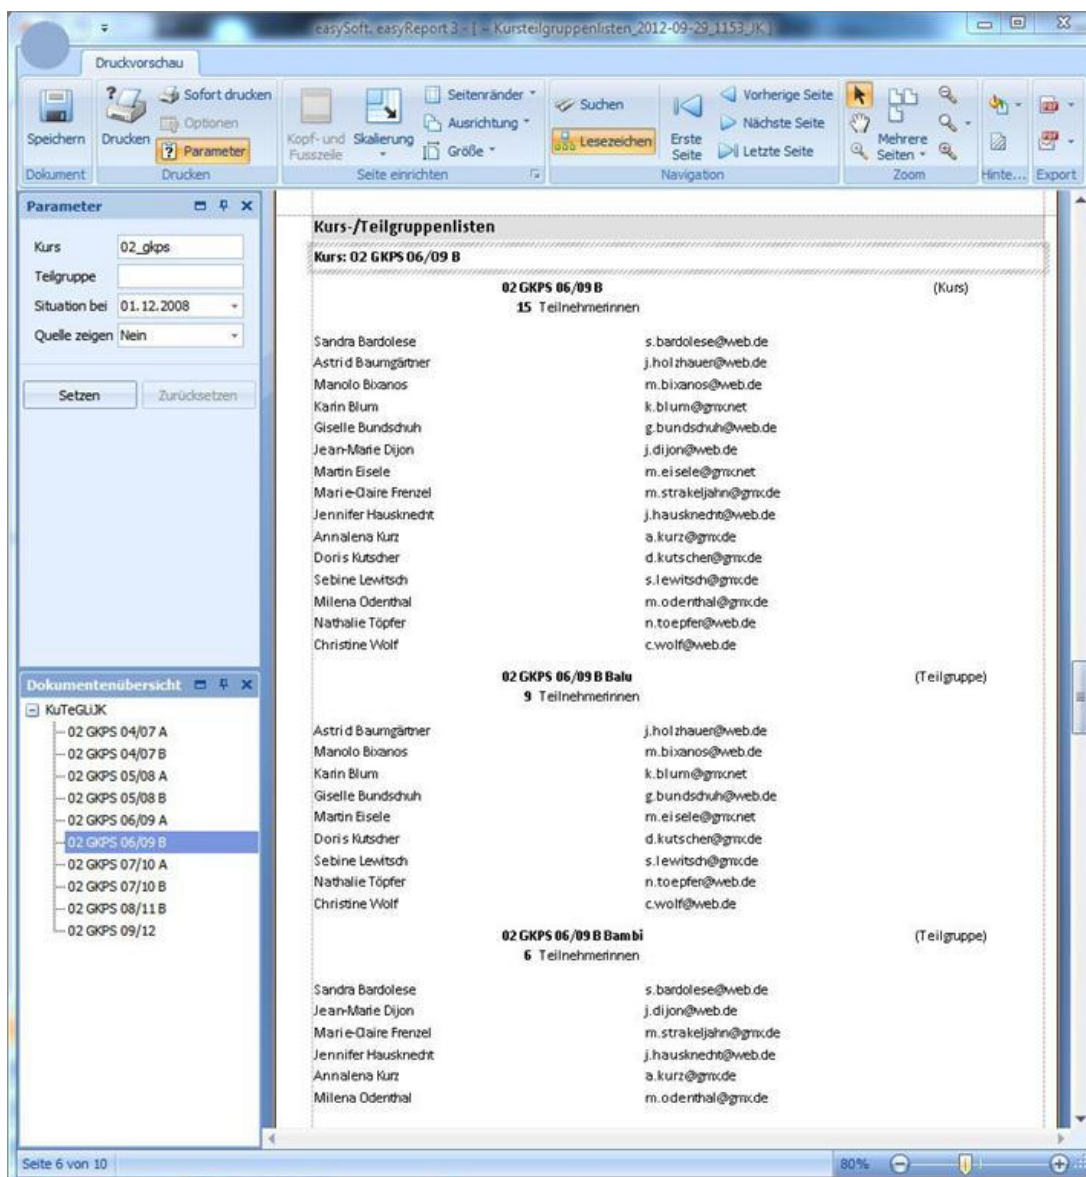 easySoft. easyReport 3 - [ - Kursteilgruppenlisten_2012-09-29_1153_JK ]
Druckvorschau
Speichern
Dokument
Drucken
Sofort drucken
Optionen
Parameter
Drucken
Kopf- und Fusszeile
Skalierung
Seitenränder
Ausrichtung
Größe
Seite einrichten
Suchen
Lesezeichen
Erste Seite
Vorherige Seite
Nächste Seite
Letzte Seite
Navigation
Mehrere Seiten
Zoom
Hinte...
Export
Parameter
Kurs 02_gkps
Teilgruppe
Situation bei 01.12.2008
Quelle zeigen Nein
Setzen Zurücksetzen
Dokumentenübersicht
KuTeGLiJK
02 GKPS 04/07 A
02 GKPS 04/07 B
02 GKPS 05/08 A
02 GKPS 05/08 B
02 GKPS 06/09 A
02 GKPS 06/09 B
02 GKPS 07/10 A
02 GKPS 07/10 B
02 GKPS 08/11 B
02 GKPS 09/12
Kurs-/Teilgruppenlisten
Kurs: 02 GKPS 06/09 B
02 GKPS 06/09 B (Kurs)
15 Teilnehmerinnen
Sandra Bardolese s.bardolese@web.de
Astrid Baumgärtner j.holzhauer@web.de
Manolo Bixanos m.bixanos@web.de
Karin Blum k.blum@gmx.net
Giselle Bundschuh g.bundschuh@web.de
Jean-Marie Dijon j.dijon@web.de
Martin Eisele m.eisele@gmx.net
Marie-Claire Frenzel m.strakeljahn@gmx.de
Jennifer Hausknecht j.hausknecht@web.de
Annalena Kurz a.kurz@gmx.de
Doris Kutscher d.kutscher@gmx.de
Sebine Lewitsch s.lewitsch@gmx.de
Milena Odenthal m.odenthal@gmx.de
Nathalie Töpfer n.toepfer@web.de
Christine Wolf c.wolf@web.de
02 GKPS 06/09 B Balu (Teilgruppe)
9 Teilnehmerinnen
Astrid Baumgärtner j.holzhauer@web.de
Manolo Bixanos m.bixanos@web.de
Karin Blum k.blum@gmx.net
Giselle Bundschuh g.bundschuh@web.de
Martin Eisele m.eisele@gmx.net
Doris Kutscher d.kutscher@gmx.de
Sebine Lewitsch s.lewitsch@gmx.de
Nathalie Töpfer n.toepfer@web.de
Christine Wolf c.wolf@web.de
02 GKPS 06/09 B Bambi (Teilgruppe)
6 Teilnehmerinnen
Sandra Bardolese s.bardolese@web.de
Jean-Marie Dijon j.dijon@web.de
Marie-Claire Frenzel m.strakeljahn@gmx.de
Jennifer Hausknecht j.hausknecht@web.de
Annalena Kurz a.kurz@gmx.de
Milena Odenthal m.odenthal@gmx.de
Seite 6 von 10
80%